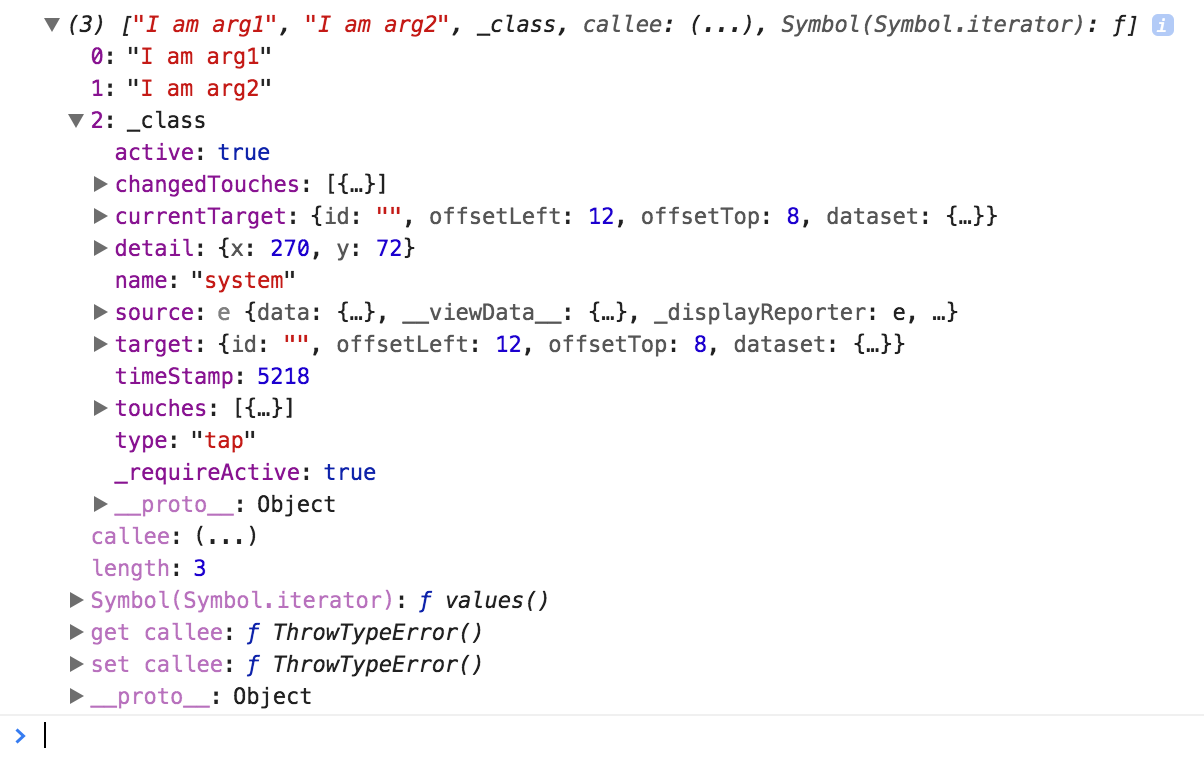 (3) ["I am arg1", "I am arg2", _class, callee: (...), Symbol(Symbol.iterator): ƒ] i
0: "I am arg1"
1: "I am arg2"
2: _class
active: true
changedTouches: [{…}]
currentTarget: {id: "", offsetLeft: 12, offsetTop: 8, dataset: {…}}
detail: {x: 270, y: 72}
name: "system"
source: e {data: {…}, __viewData__: {…}, _displayReporter: e, …}
target: {id: "", offsetLeft: 12, offsetTop: 8, dataset: {…}}
timeStamp: 5218
touches: [{…}]
type: "tap"
_requireActive: true
__proto__: Object
callee: (...)
length: 3
Symbol(Symbol.iterator): ƒ values()
get callee: ƒ ThrowTypeError()
set callee: ƒ ThrowTypeError()
__proto__: Object